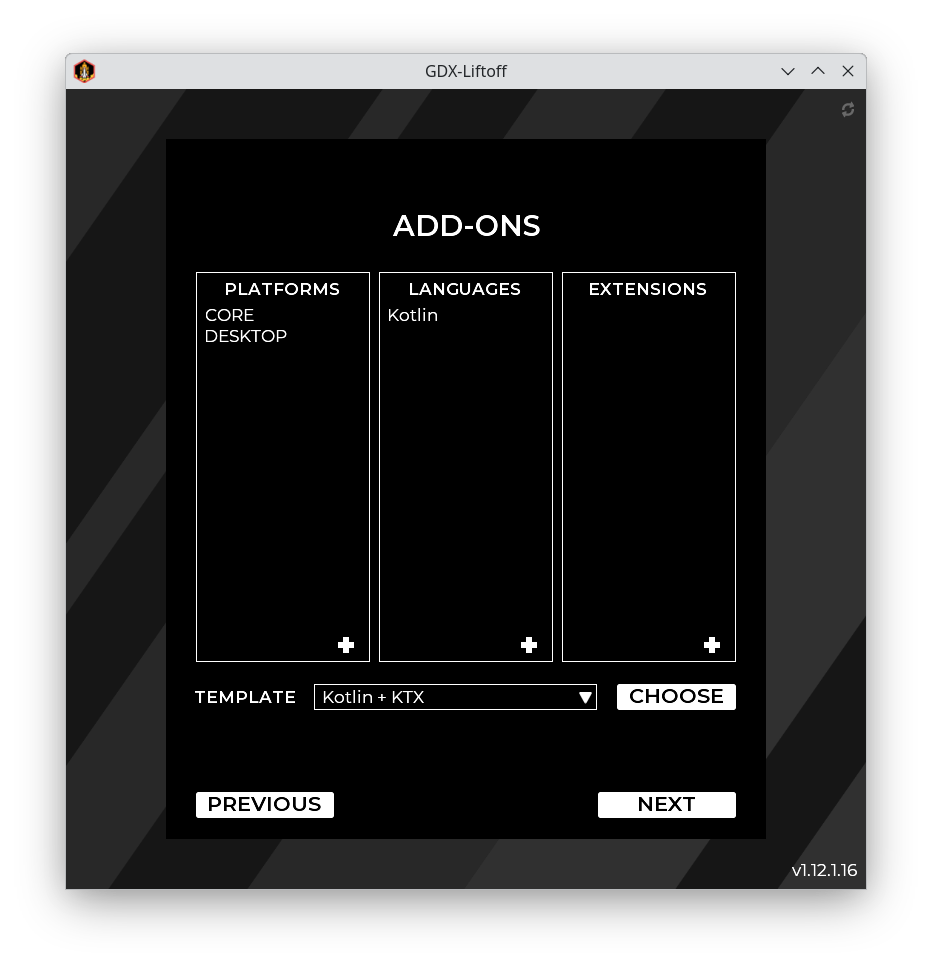 GDX-Liftoff
ADD-ONS
PLATFORMS
CORE
DESKTOP
LANGUAGES
Kotlin
EXTENSIONS
TEMPLATE
Kotlin + KTX
CHOOSE
PREVIOUS
NEXT
v1.12.1.16